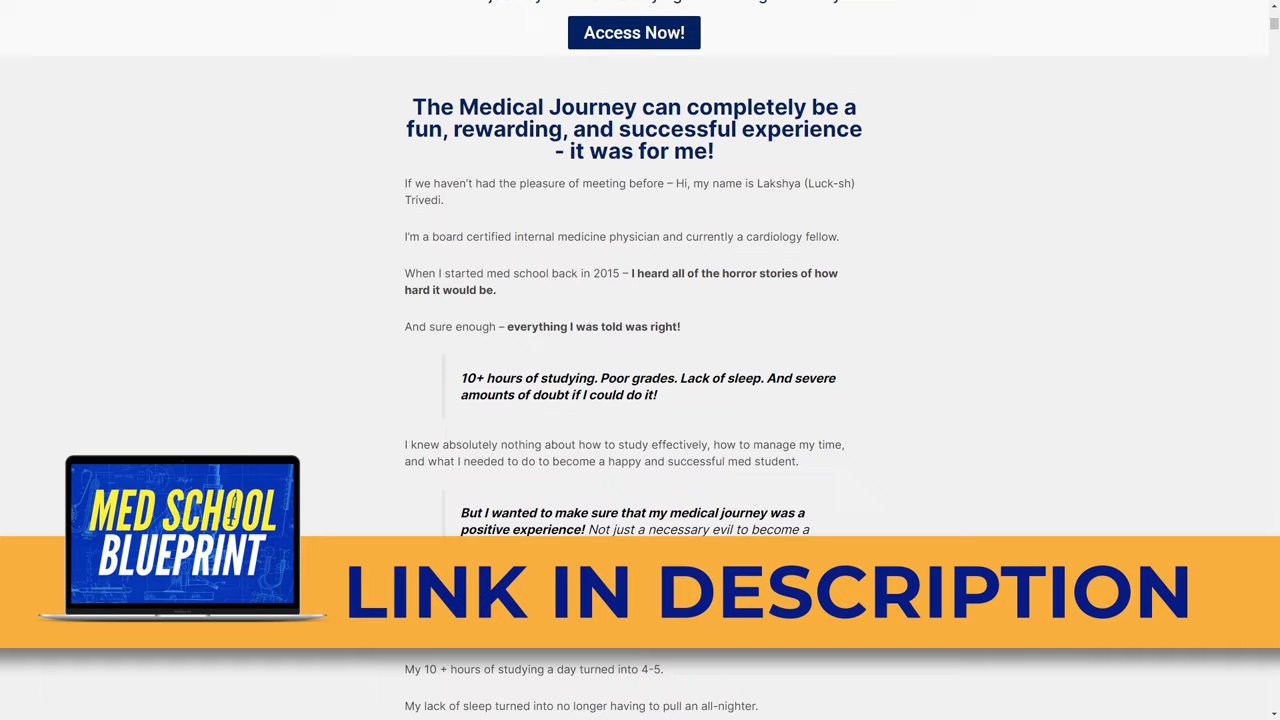 Access Now!
The Medical Journey can completely be a
fun, rewarding, and successful experience
- it was for me!
If we haven't had the pleasure of meeting before – Hi, my name is Lakshya (Luck-sh)
Trivedi.
I'm a board certified internal medicine physician and currently a cardiology fellow.
When I started med school back in 2015 – I heard all of the horror stories of how
hard it would be.
And sure enough – everything I was told was right!
10+ hours of studying. Poor grades. Lack of sleep. And severe
amounts of doubt if I could do it!
I knew absolutely nothing about how to study effectively, how to manage my time,
and what I needed to do to become a happy and successful med student.
But I wanted to make sure that my medical journey was a
positive experience! Not just a necessary evil to become a
MED SCHOOL
BLUEPRINT
LINK IN DESCRIPTION
My 10 + hours of studying a day turned into 4-5.
My lack of sleep turned into no longer having to pull an all-nighter.